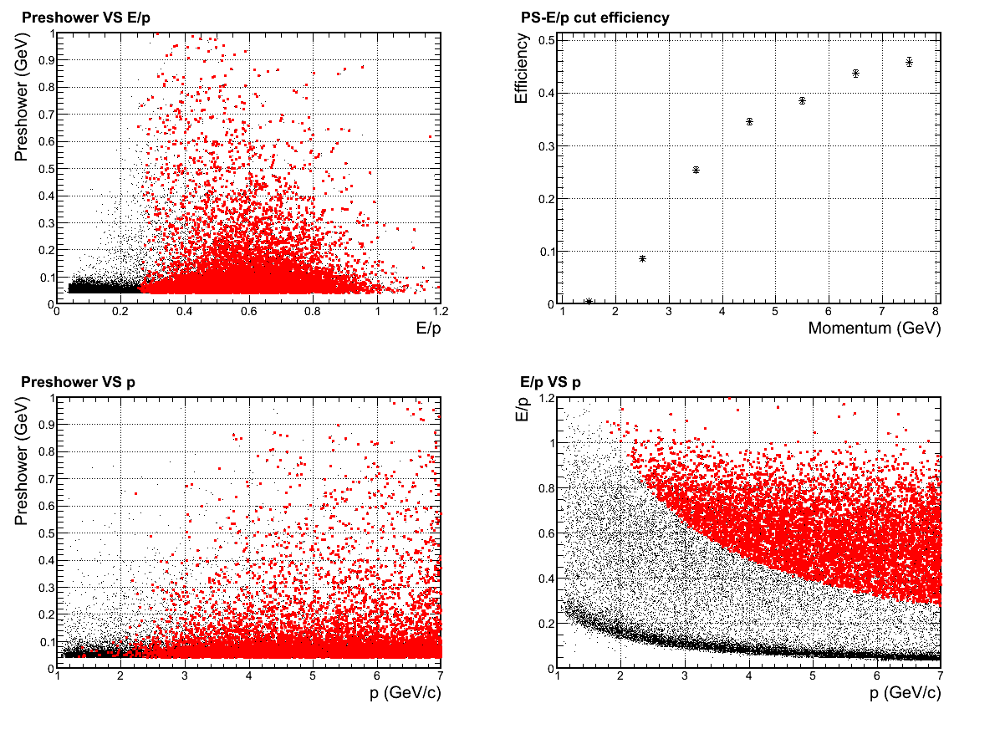 Preshower VS E/p
Preshower (GeV)
1
0.9
0.8
0.7
0.6
0.5
0.4
0.3
0.2
0.1
0
0 0.2 0.4 0.6 0.8 1 1.2
E/p
PS-E/p cut efficiency
Efficiency
0.5
0.4
0.3
0.2
0.1
0
1 2 3 4 5 6 7 8
Momentum (GeV)
Preshower VS p
Preshower (GeV)
1
0.9
0.8
0.7
0.6
0.5
0.4
0.3
0.2
0.1
0
1 2 3 4 5 6 7
p (GeV/c)
E/p VS p
E/p
1.2
1
0.8
0.6
0.4
0.2
0
1 2 3 4 5 6 7
p (GeV/c)